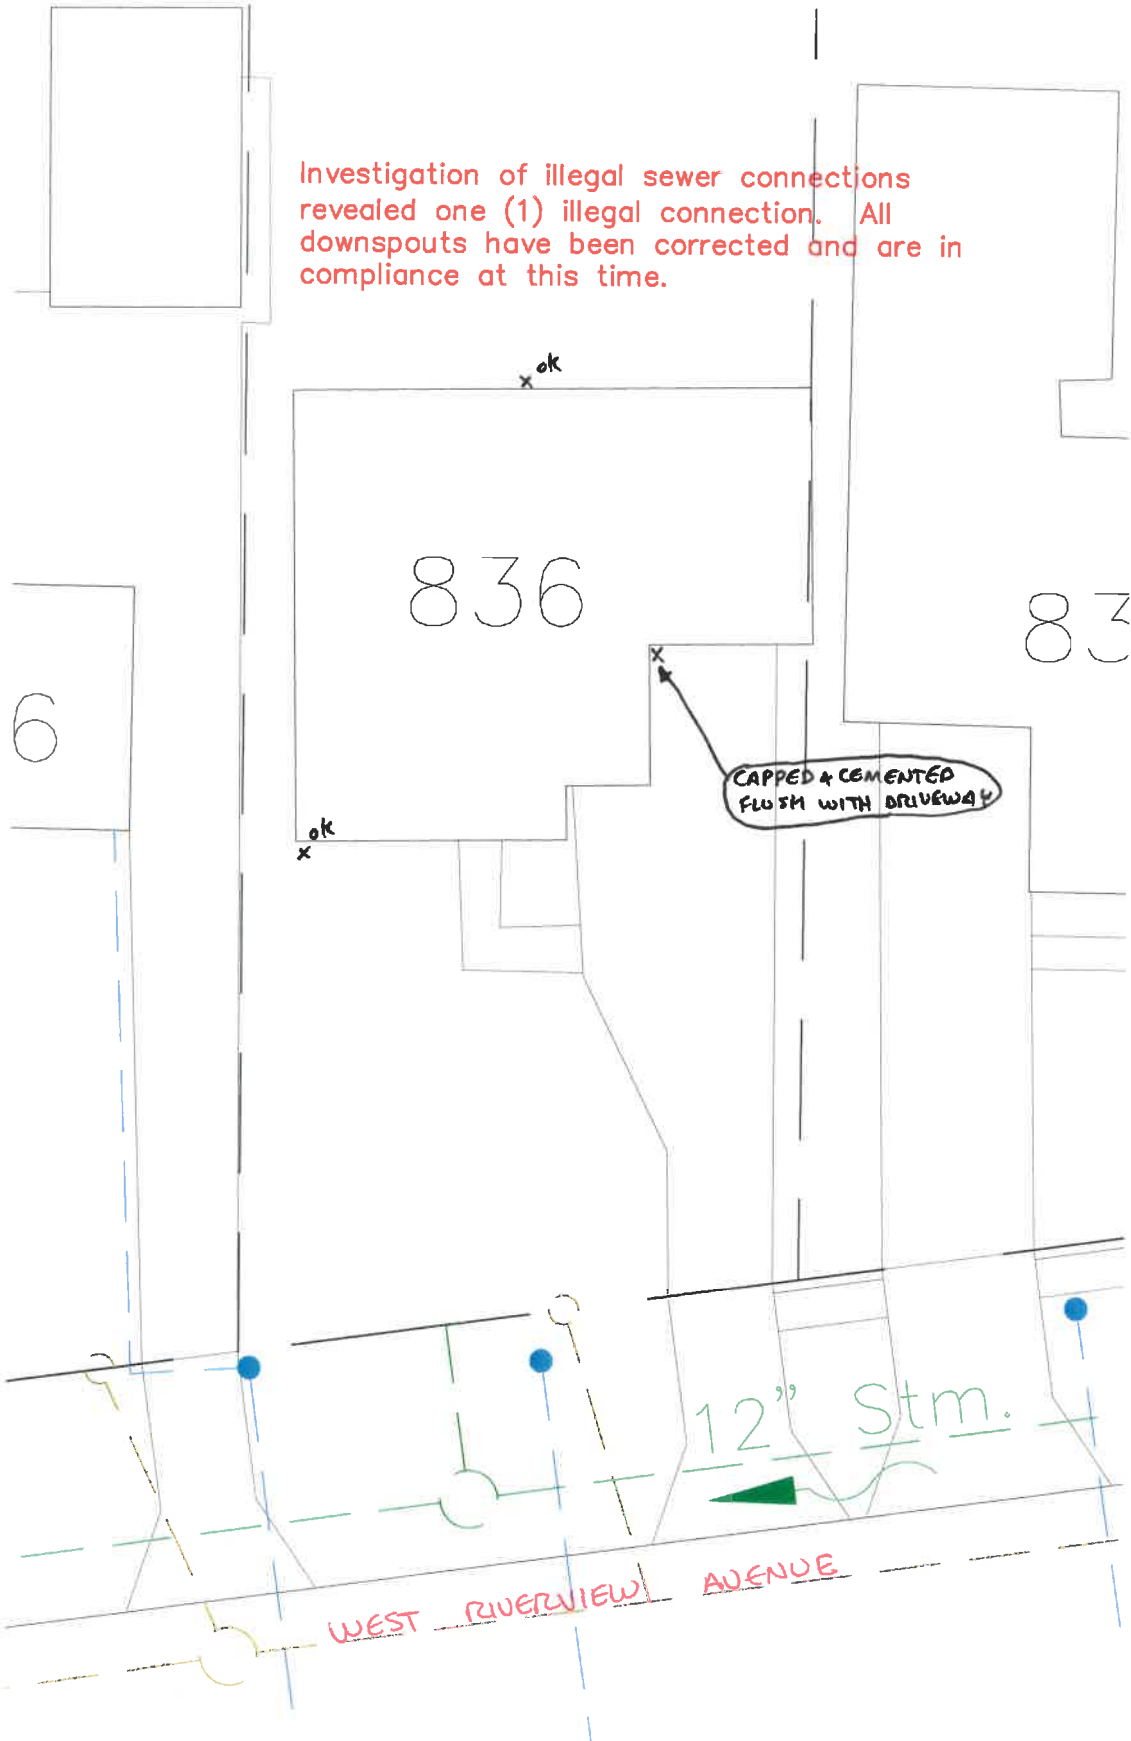 Investigation of illegal sewer connections
revealed one (1) illegal connection. All
downspouts have been corrected and are in
compliance at this time.
x ok
836
83
x
6
CAPPED & CEMENTED
FLUSH WITH DRIVEWAY
x ok
12" Stm.
WEST RIVERVIEW AVENUE